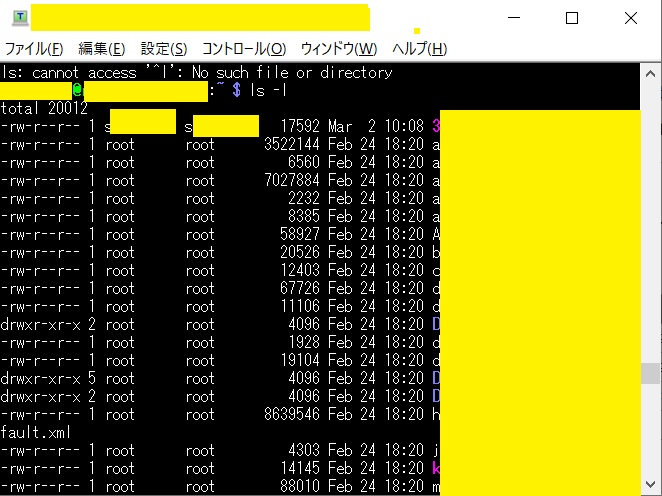 ファイル(F) 編集(E) 設定(S) コントロール(O) ウィンドウ(W) ヘルプ(H)
ls: cannot access '^l': No such file or directory
@ :~ $ ls -l
total 20012
-rw-r--r-- 1 s s 17592 Mar 2 10:08 3
-rw-r--r-- 1 root root 3522144 Feb 24 18:20 a
-rw-r--r-- 1 root root 6560 Feb 24 18:20 a
-rw-r--r-- 1 root root 7027884 Feb 24 18:20 a
-rw-r--r-- 1 root root 2232 Feb 24 18:20 a
-rw-r--r-- 1 root root 8385 Feb 24 18:20 a
-rw-r--r-- 1 root root 58927 Feb 24 18:20 A
-rw-r--r-- 1 root root 20526 Feb 24 18:20 b
-rw-r--r-- 1 root root 12403 Feb 24 18:20 c
-rw-r--r-- 1 root root 67726 Feb 24 18:20 d
-rw-r--r-- 1 root root 11106 Feb 24 18:20 d
drwxr-xr-x 2 root root 4096 Feb 24 18:20 D
-rw-r--r-- 1 root root 1928 Feb 24 18:20 d
-rw-r--r-- 1 root root 19104 Feb 24 18:20 d
drwxr-xr-x 5 root root 4096 Feb 24 18:20 D
drwxr-xr-x 2 root root 4096 Feb 24 18:20 D
-rw-r--r-- 1 root root 8639546 Feb 24 18:20 h
fault.xml
-rw-r--r-- 1 root root 4303 Feb 24 18:20 j
-rw-r--r-- 1 root root 14145 Feb 24 18:20 k
-rw-r--r-- 1 root root 88010 Feb 24 18:20 m